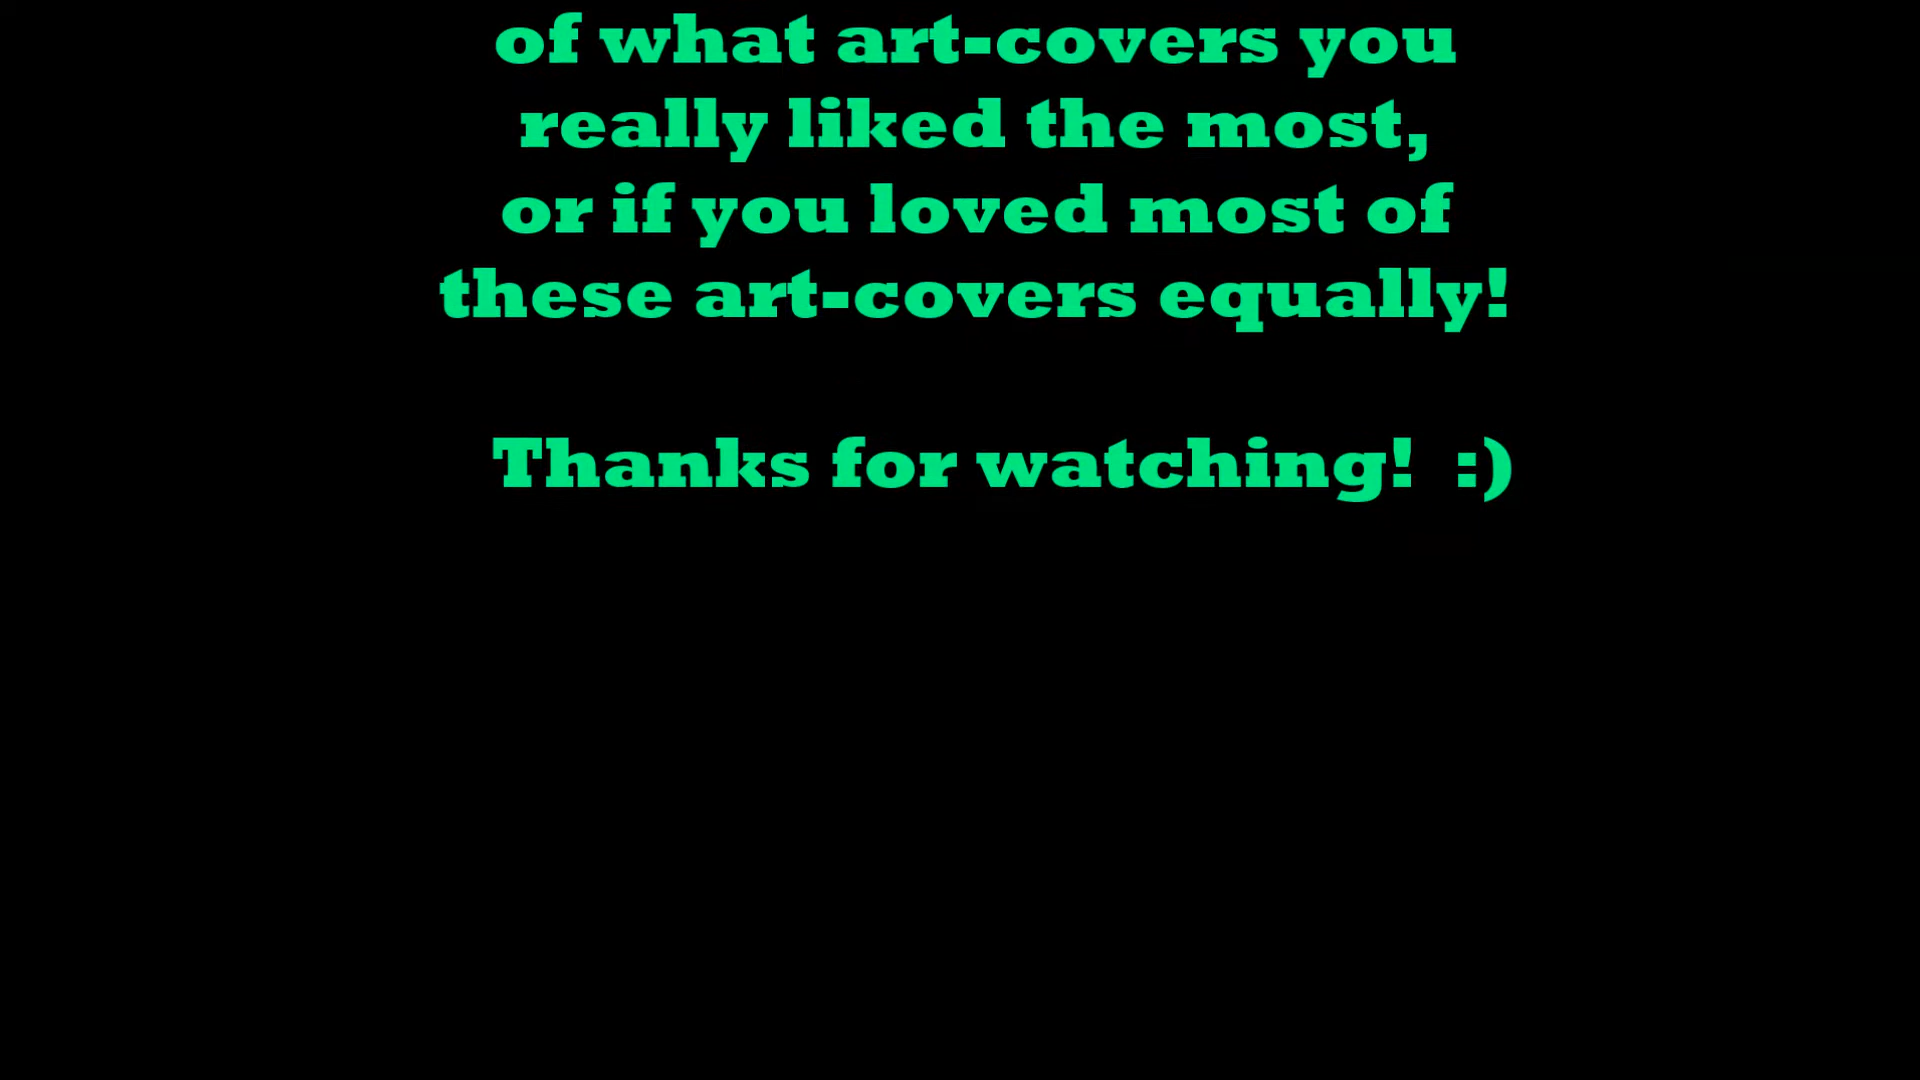 of what art-covers you
really liked the most,
or if you loved most of
these art-covers equally!
Thanks for watching!  :)